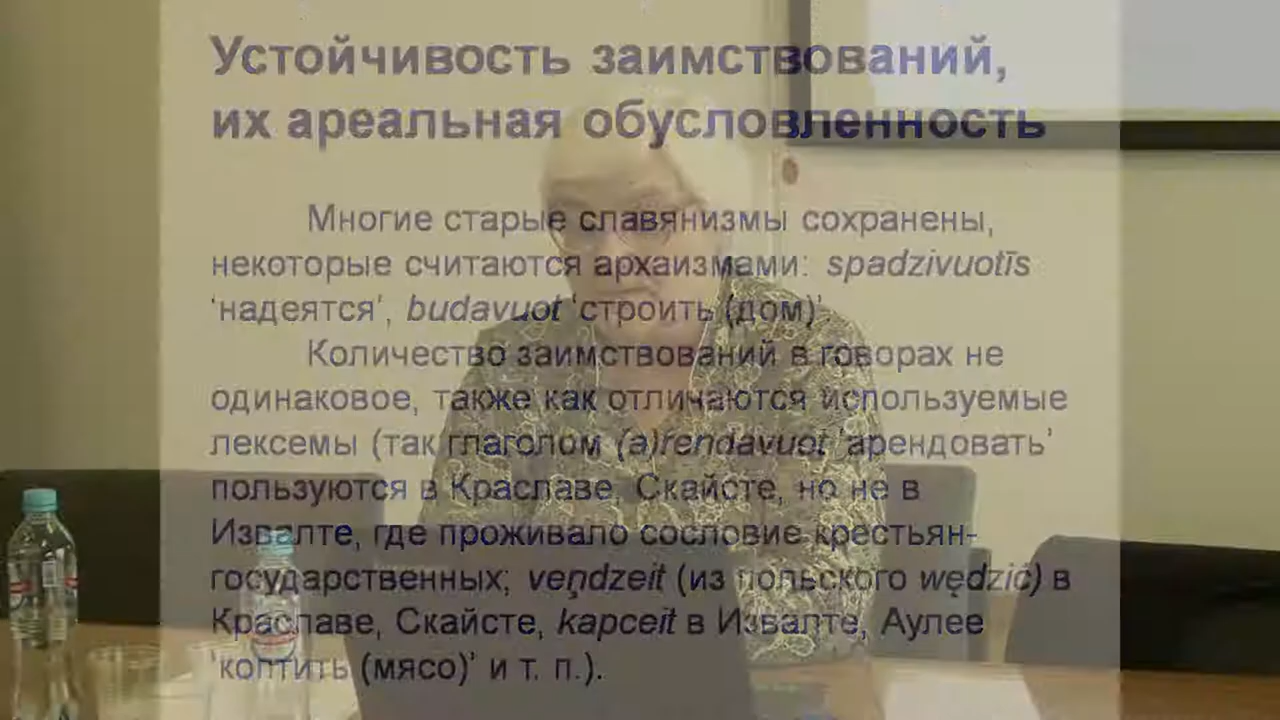 Устойчивость заимствований,
их ареальная обусловленность
Многие старые славянизмы сохранены,
некоторые считаются архаизмами: spadzivuotīs
‘надеятся’, budavuot ‘строить (дом)’.
Количество заимствований в говорах не
одинаковое, также как отличаются используемые
лексемы (так глаголом (a)rendavuot ‘арендовать’
пользуются в Краславе, Скайсте, но не в
Извалте, где проживало сословие крестьян-
государственных; veņdzeit (из польского wędzić) в
Краславе, Скайсте, kapceit в Извалте, Аулее
‘коптить (мясо)’ и т. п.).